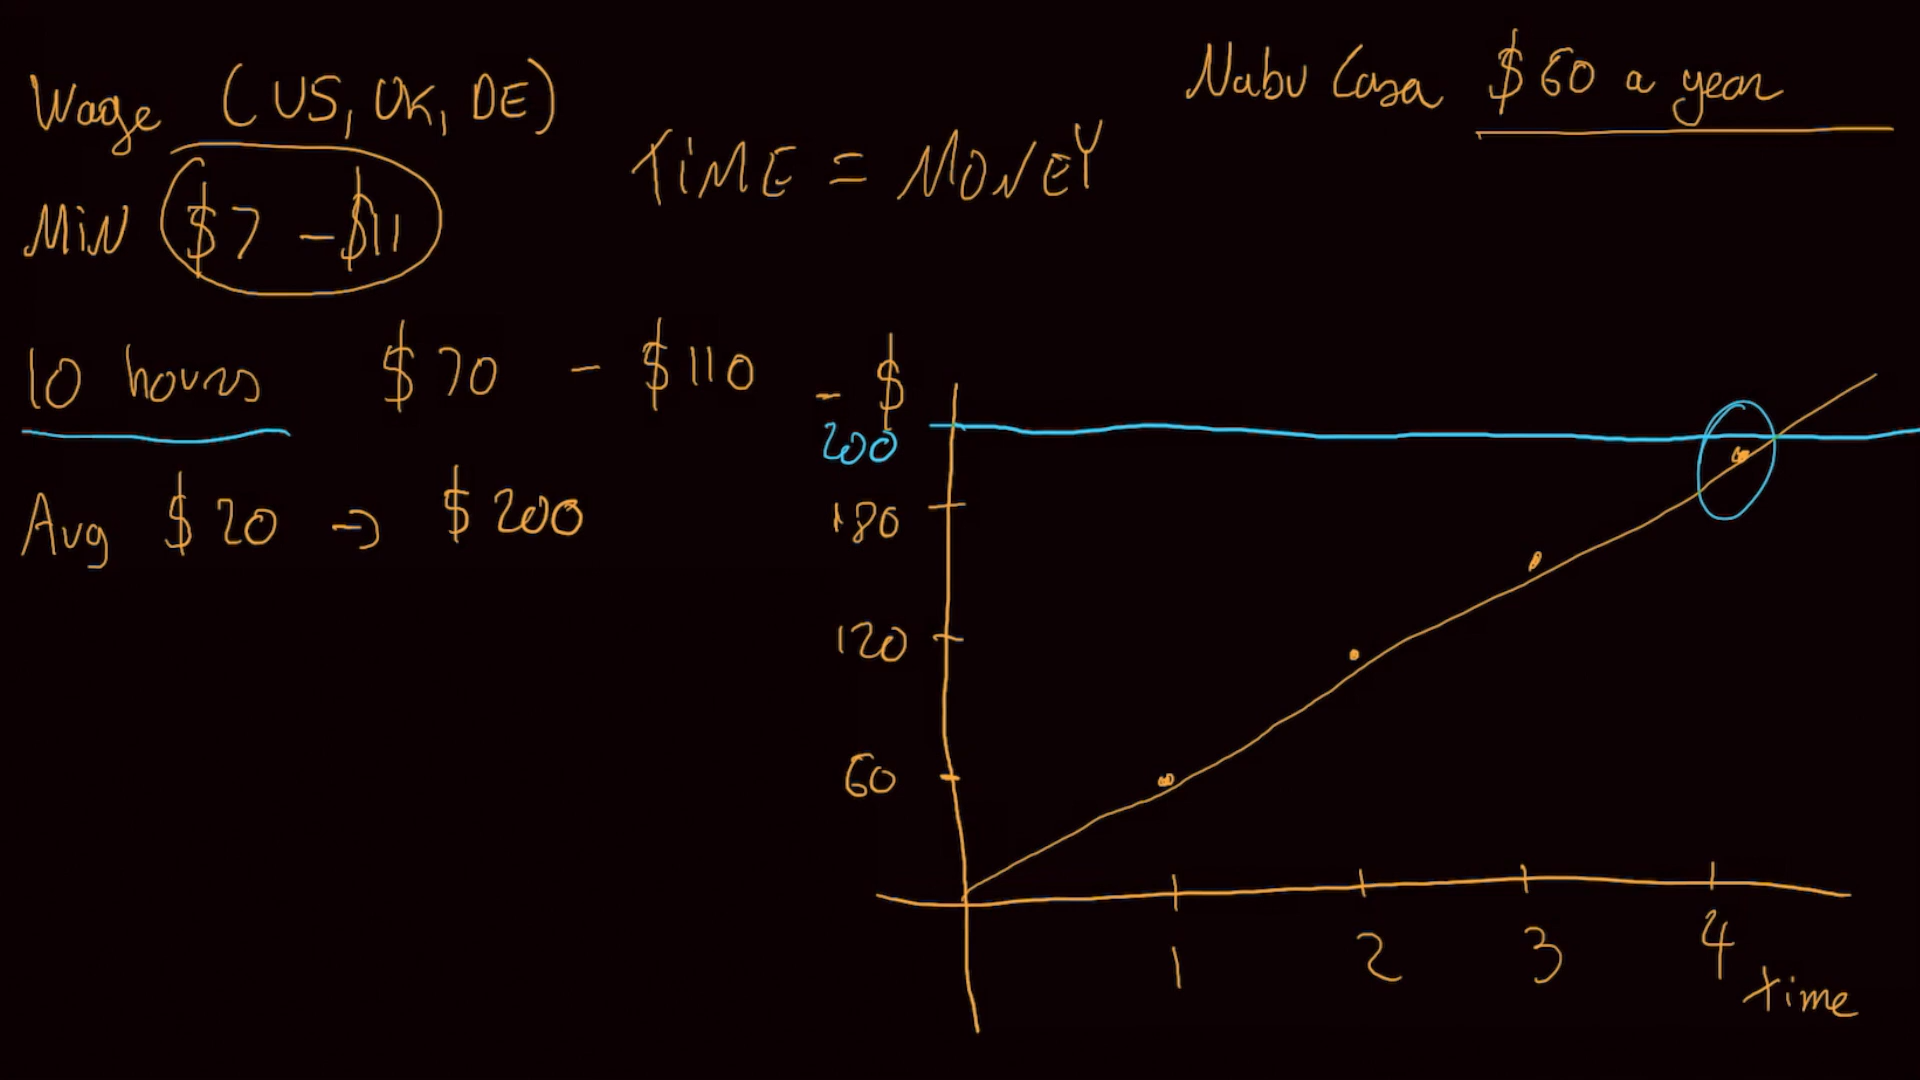 Wage (US, UK, DE)
Nabu Casa $60 a year
TiME = MONEY
MiN $7 - $11
10 hours $70 - $110
Avg $20 → $200
- $
200
180
120
60
1 2 3 4
time